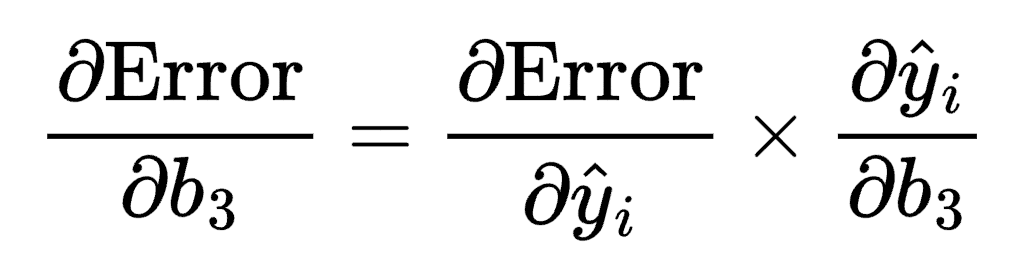 ∂Error/∂b₃ = ∂Error/∂ŷᵢ × ∂ŷᵢ/∂b₃